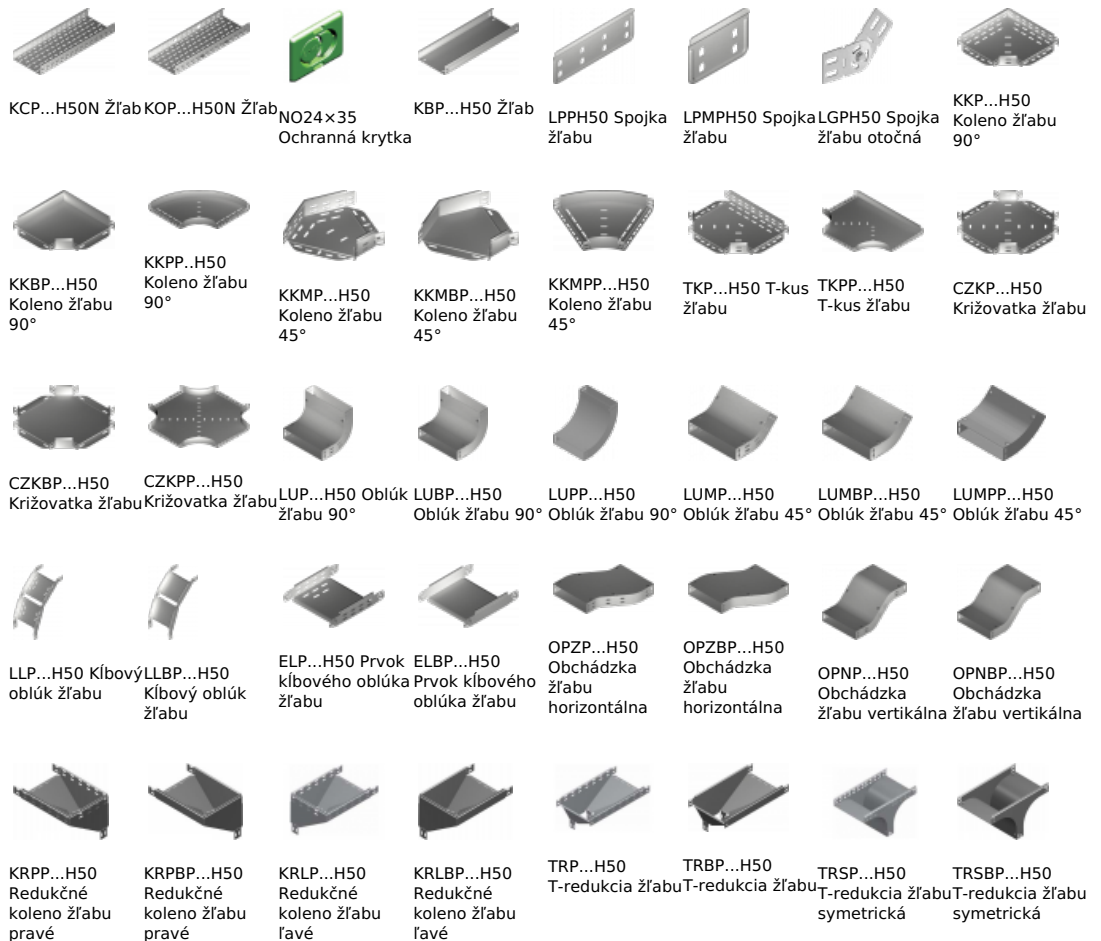 KCP...H50N Žľab
KOP...H50N Žľab
NO24×35
Ochranná krytka
KBP...H50 Žľab
LPPH50 Spojka
žľabu
LPMPH50 Spojka
žľabu
LGPH50 Spojka
žľabu otočná
KKP...H50
Koleno žľabu
90°
KKBP...H50
Koleno žľabu
90°
KKPP..H50
Koleno žľabu
90°
KKMP...H50
Koleno žľabu
45°
KKMBP...H50
Koleno žľabu
45°
KKMPP...H50
Koleno žľabu
45°
TKP...H50 T-kus
žľabu
TKPP...H50
T-kus žľabu
CZKP...H50
Križovatka žľabu
CZKBP...H50
Križovatka žľabu
CZKPP...H50
Križovatka žľabu
LUP...H50 Oblúk
žľabu 90°
LUBP...H50
Oblúk žľabu 90°
LUPP...H50
Oblúk žľabu 90°
LUMP...H50
Oblúk žľabu 45°
LUMBP...H50
Oblúk žľabu 45°
LUMPP...H50
Oblúk žľabu 45°
LLP...H50 Kĺbový
oblúk žľabu
LLBP...H50
Kĺbový oblúk
žľabu
ELP...H50 Prvok
kĺbového oblúka
žľabu
ELBP...H50
Prvok kĺbového
oblúka žľabu
OPZP...H50
Obchádzka
žľabu
horizontálna
OPZBP...H50
Obchádzka
žľabu
horizontálna
OPNP...H50
Obchádzka
žľabu vertikálna
OPNBP...H50
Obchádzka
žľabu vertikálna
KRPP...H50
Redukčné
koleno žľabu
pravé
KRPBP...H50
Redukčné
koleno žľabu
pravé
KRLP...H50
Redukčné
koleno žľabu
ľavé
KRLBP...H50
Redukčné
koleno žľabu
ľavé
TRP...H50
T-redukcia žľabu
TRBP...H50
T-redukcia žľabu
TRSP...H50
T-redukcia žľabu
symetrická
TRSBP...H50
T-redukcia žľabu
symetrická